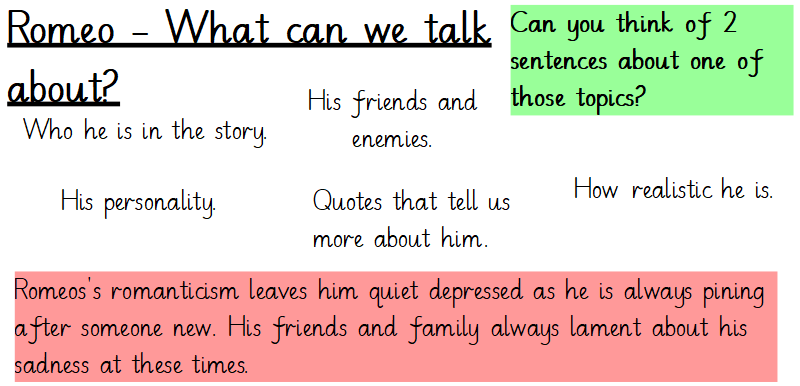 Romeo – What can we talk
about?
Can you think of 2
sentences about one of
those topics?
Who he is in the story.
His friends and
enemies.
His personality.
Quotes that tell us
more about him.
How realistic he is.
Romeos's romanticism leaves him quiet depressed as he is always pining
after someone new. His friends and family always lament about his
sadness at these times.